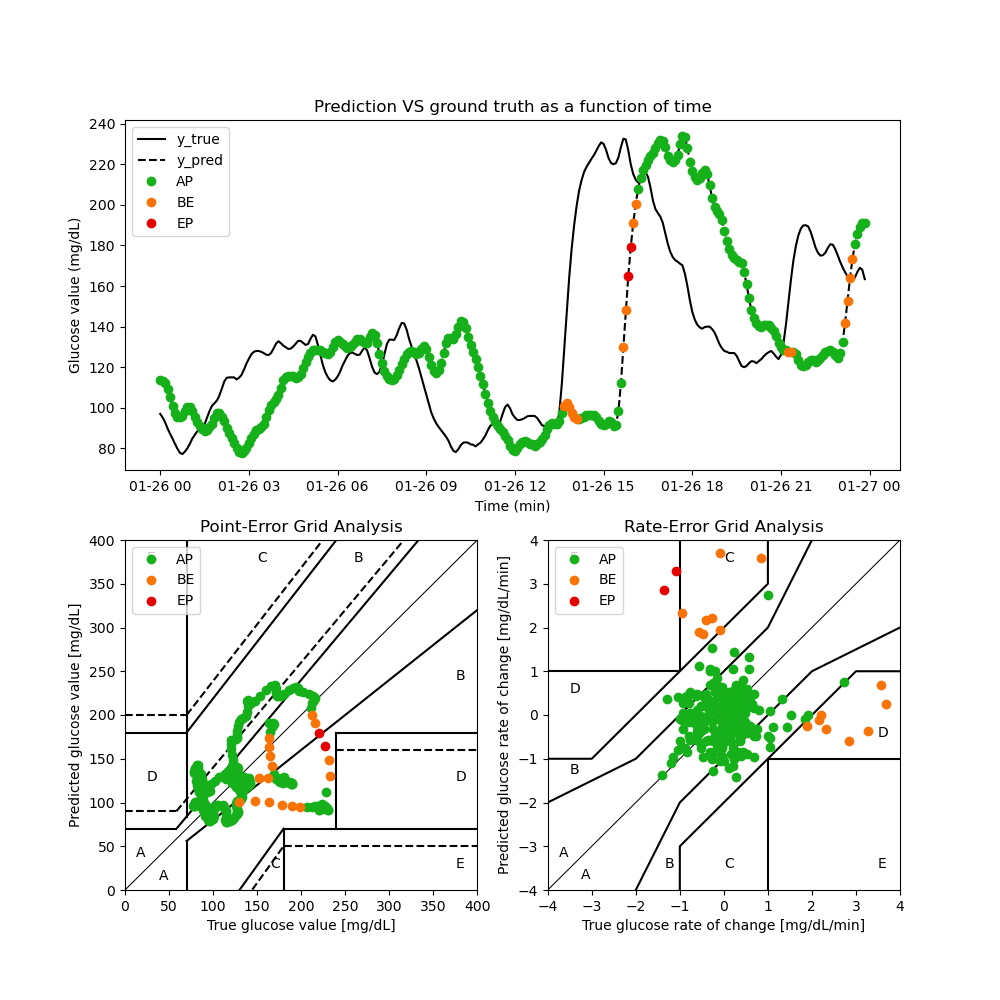 Prediction VS ground truth as a function of time
Glucose value (mg/dL)
240
220
200
180
160
140
120
100
80
y_true
y_pred
AP
BE
EP
01-26 00 01-26 03 01-26 06 01-26 09 01-26 12 01-26 15 01-26 18 01-26 21 01-27 00
Time (min)
Point-Error Grid Analysis
Predicted glucose value [mg/dL]
400
350
300
250
200
150
100
50
0
AP
BE
EP
C B
B
D D
A
A C E
0 50 100 150 200 250 300 350 400
True glucose value [mg/dL]
Rate-Error Grid Analysis
Predicted glucose rate of change [mg/dL/min]
4
3
2
1
0
−1
−2
−3
−4
AP
BE
EP
C
D
D
B
A
A B C E
−4 −3 −2 −1 0 1 2 3 4
True glucose rate of change [mg/dL/min]